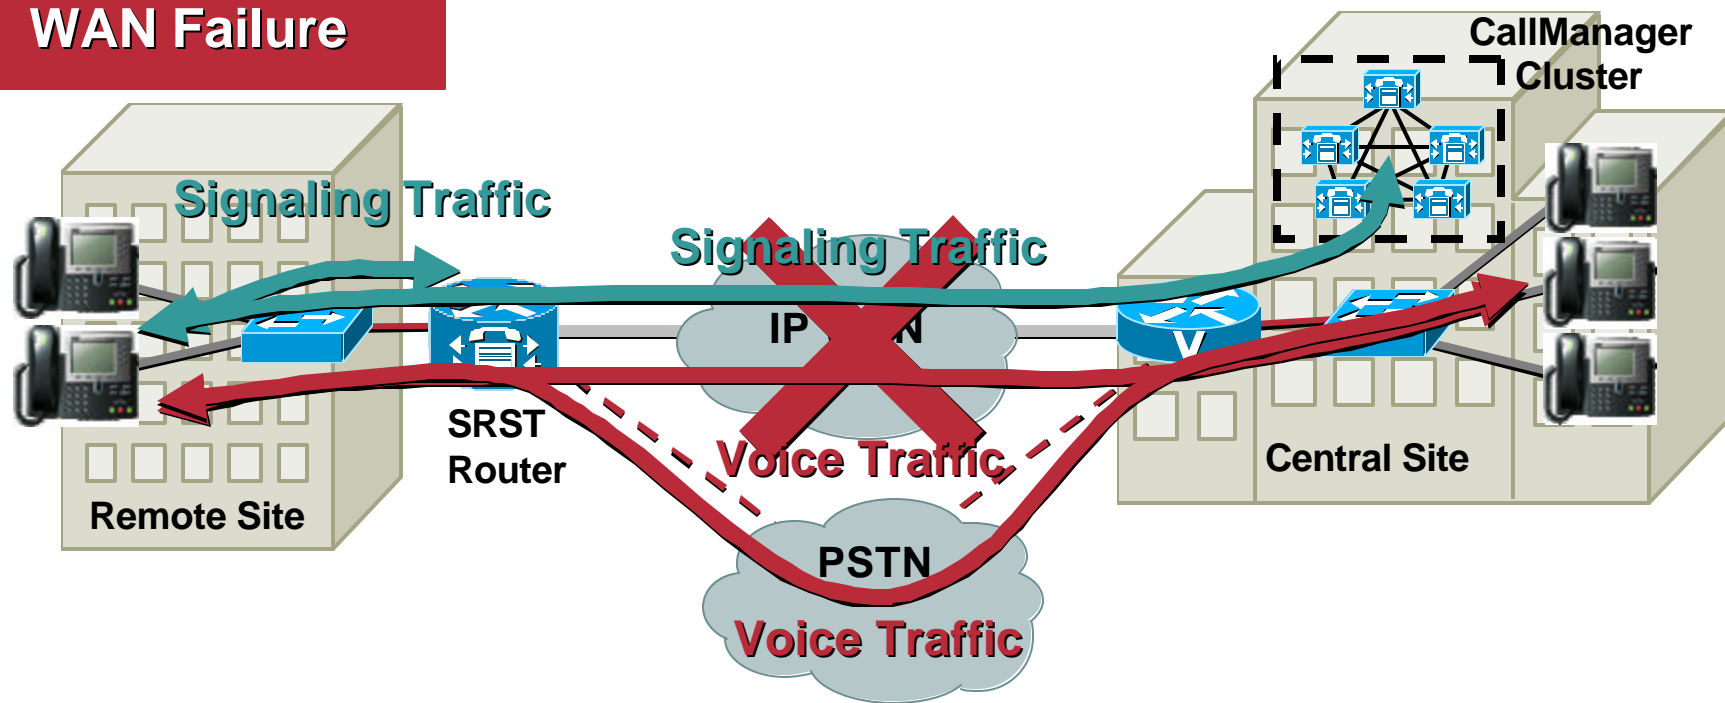 WAN Failure
CallManager
Cluster
Signaling Traffic
Signaling Traffic
IP
V
SRST
Router
Voice Traffic
Central Site
Remote Site
PSTN
Voice Traffic